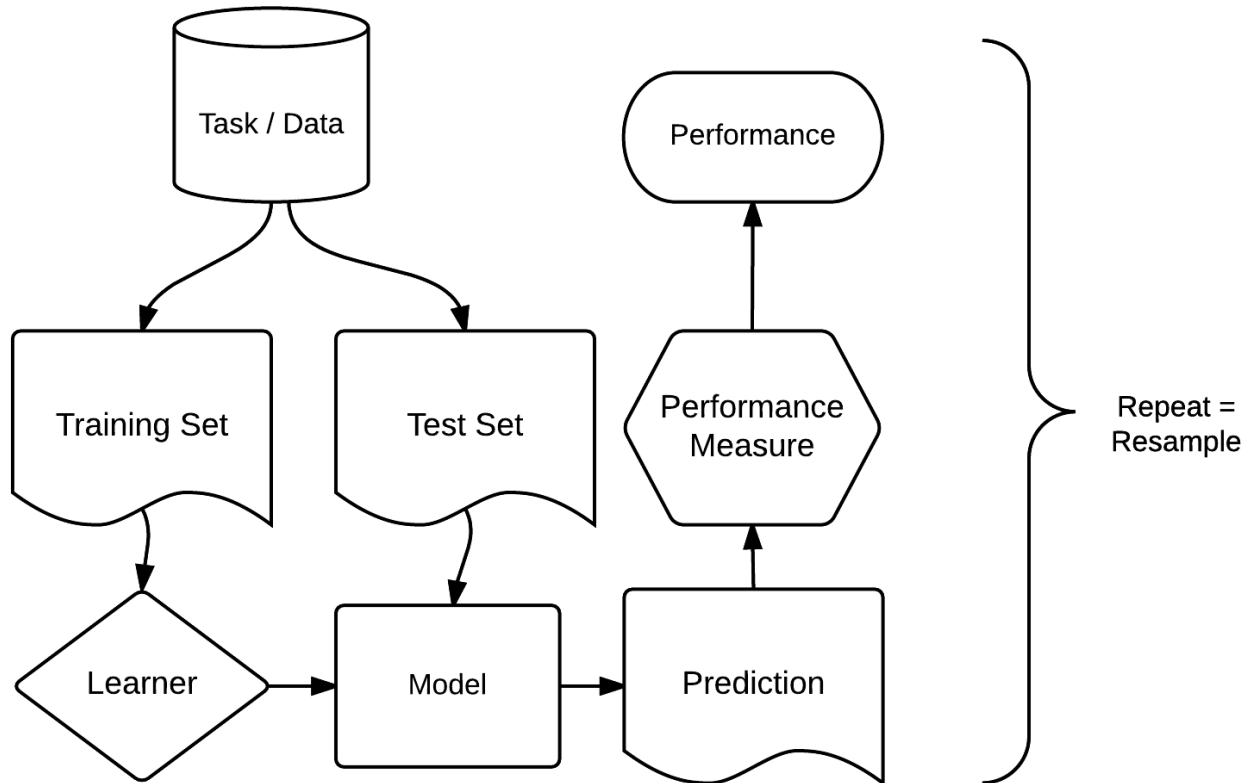 Task / Data
Performance
Training Set
Test Set
Performance
Measure
Repeat =
Resample
Learner
Model
Prediction